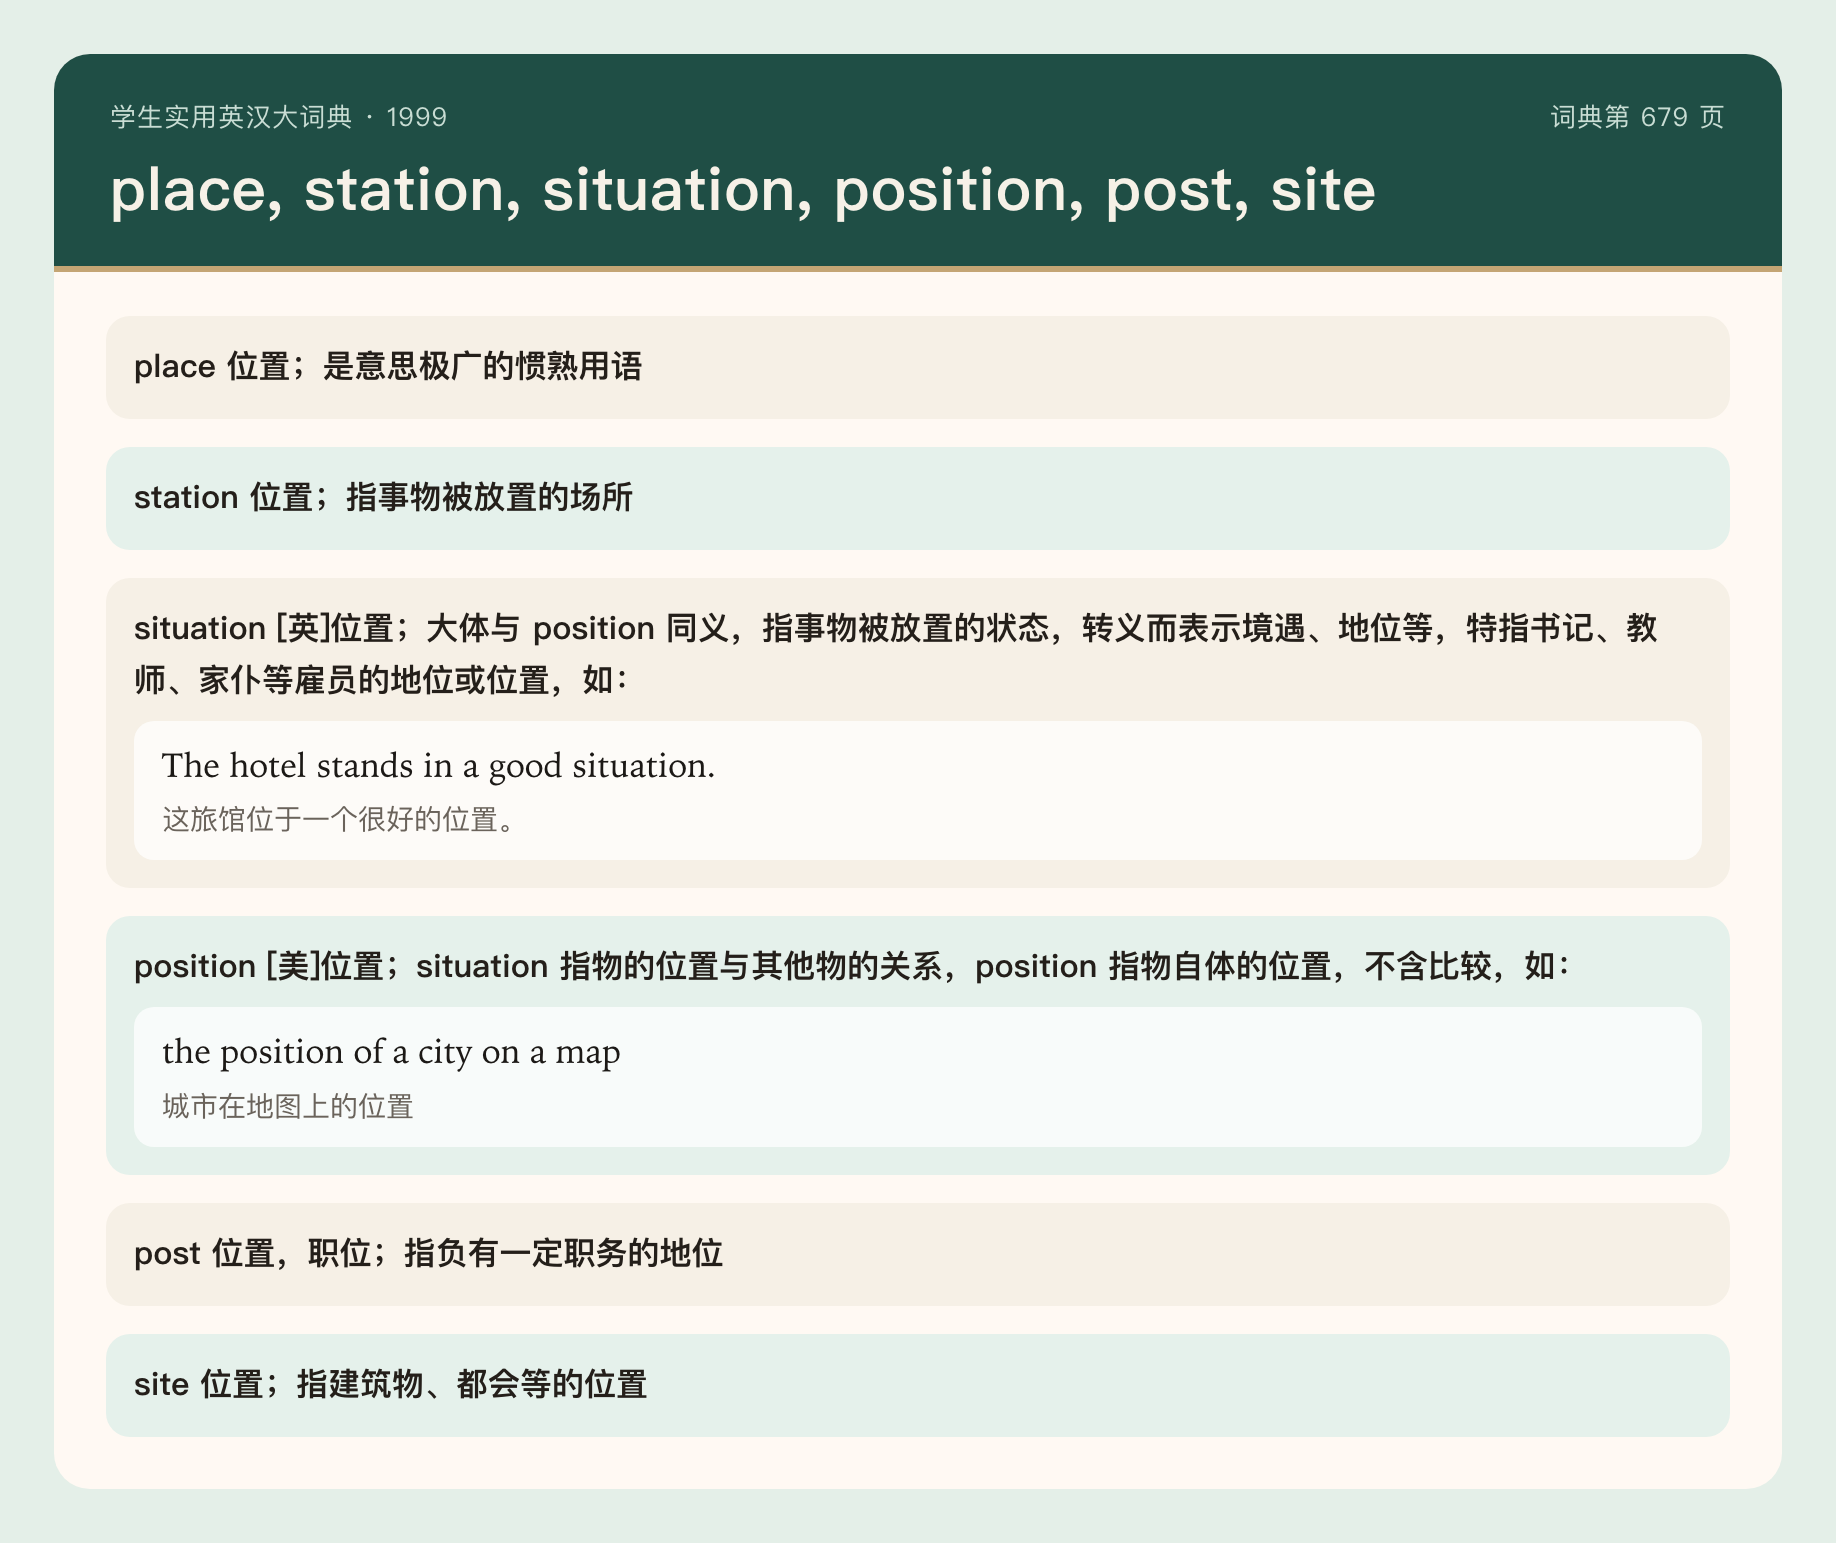 学生实用英汉大词典 · 1999
词典第 679 页
place, station, situation, position, post, site
place 位置；是意思极广的惯熟用语
station 位置；指事物被放置的场所
situation [英]位置；大体与 position 同义，指事物被放置的状态，转义而表示境遇、地位等，特指书记、教
师、家仆等雇员的地位或位置，如：
The hotel stands in a good situation.
这旅馆位于一个很好的位置。
position [美]位置；situation 指物的位置与其他物的关系，position 指物自体的位置，不含比较，如：
the position of a city on a map
城市在地图上的位置
post 位置，职位；指负有一定职务的地位
site 位置；指建筑物、都会等的位置